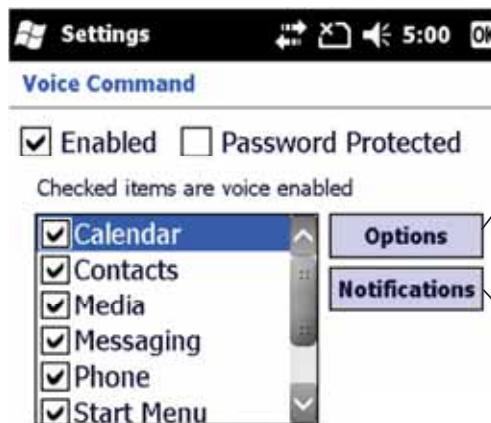 Settings 5:00 OK
Voice Command
Enabled Password Protected
Checked items are voice enabled
Calendar
Options
Contacts
Notifications
Media
Messaging
Phone
Start Menu